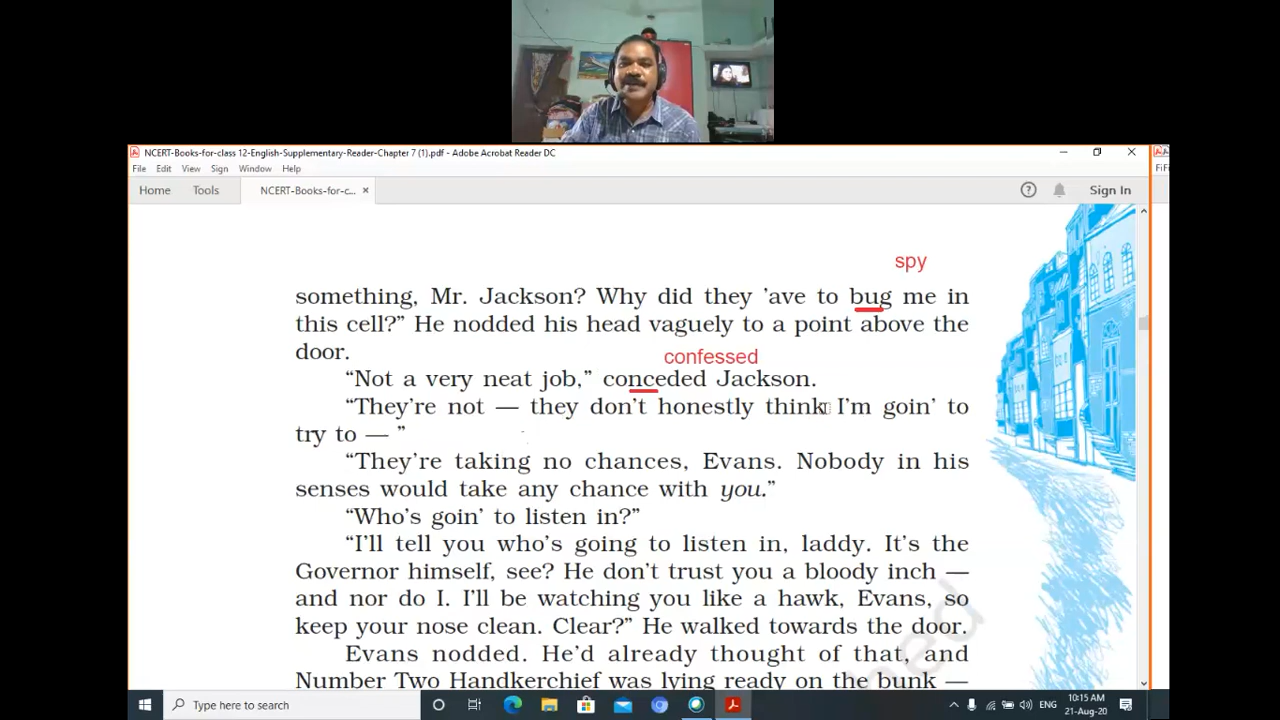 NCERT-Books-for-class 12-English-Supplementary-Reader-Chapter 7 (1).pdf - Adobe Acrobat Reader DC
File Edit View Sign Window Help
Home Tools NCERT-Books-for-c... Sign In
spy
something, Mr. Jackson? Why did they ’ave to bug me in
this cell?” He nodded his head vaguely to a point above the
door.
confessed
“Not a very neat job,” conceded Jackson.
“They’re not — they don’t honestly think I’m goin’ to
try to — ”
“They’re taking no chances, Evans. Nobody in his
senses would take any chance with you.”
“Who’s goin’ to listen in?”
“I’ll tell you who’s going to listen in, laddy. It’s the
Governor himself, see? He don’t trust you a bloody inch —
and nor do I. I’ll be watching you like a hawk, Evans, so
keep your nose clean. Clear?” He walked towards the door.
Evans nodded. He’d already thought of that, and
Number Two Handkerchief was lying ready on the bunk —
Type here to search
ENG
10:15 AM
21-Aug-20